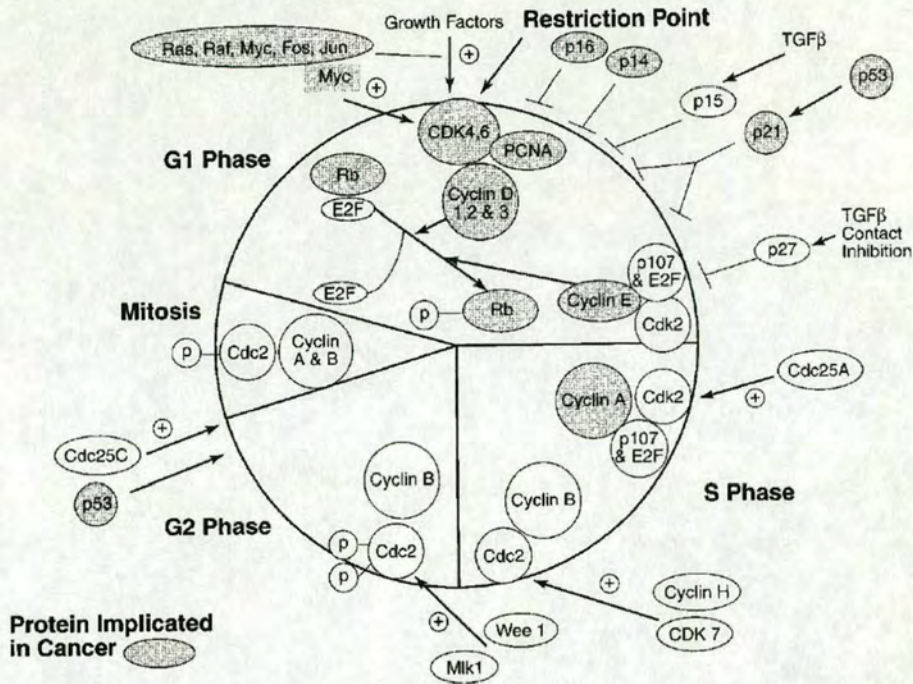 Growth Factors
Restriction Point
Ras, Raf, Myc, Fos, Jun
Myc
+
+
p16
p14
TGFβ
p15
p53
p21
CDK4,6
PCNA
G1 Phase
Rb
E2F
Cyclin D
1,2 & 3
TGFβ
Contact
Inhibition
p27
p107
& E2F
E2F
Cyclin E
Mitosis
p
Rb
Cdk2
p
Cdc2
Cyclin
A & B
Cdc25A
+
Cyclin A
Cdk2
p107
& E2F
+
Cdc25C
p53
Cyclin B
Cyclin B
S Phase
G2 Phase
p
p
Cdc2
Cdc2
+
Cyclin H
CDK 7
+
Wee 1
Mlk1
Protein Implicated
in Cancer